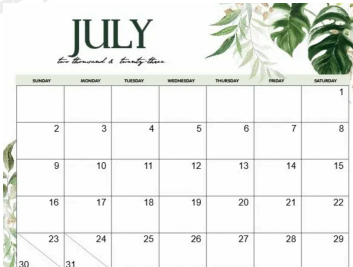 JULY
two thousand & twenty three
SUNDAY MONDAY TUESDAY WEDNESDAY THURSDAY FRIDAY SATURDAY
1
2 3 4 5 6 7 8
9 10 11 12 13 14 15
16 17 18 19 20 21 22
23 24 25 26 27 28 29
30 31